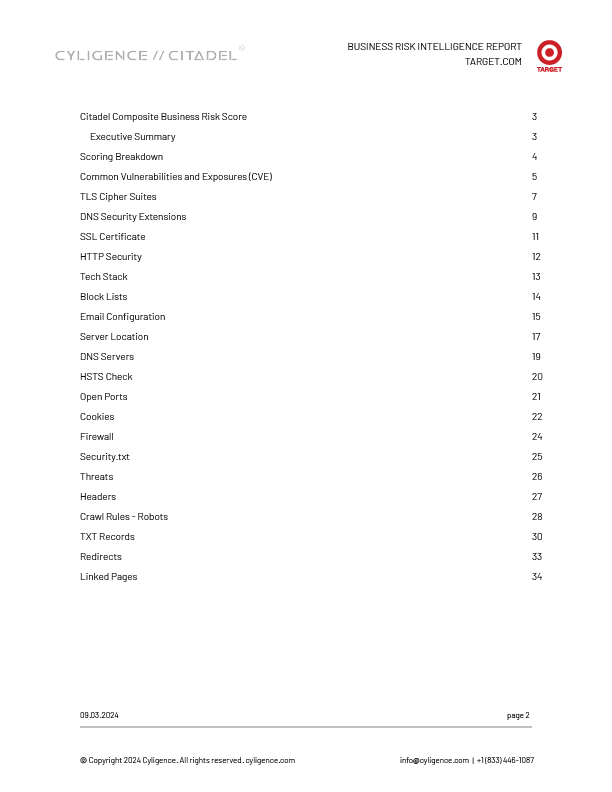 CYLIGENCE // CITADEL©
BUSINESS RISK INTELLIGENCE REPORT
TARGET.COM
TARGET
Citadel Composite Business Risk Score 3
Executive Summary 3
Scoring Breakdown 4
Common Vulnerabilities and Exposures (CVE) 5
TLS Cipher Suites 7
DNS Security Extensions 9
SSL Certificate 11
HTTP Security 12
Tech Stack 13
Block Lists 14
Email Configuration 15
Server Location 17
DNS Servers 19
HSTS Check 20
Open Ports 21
Cookies 22
Firewall 24
Security.txt 25
Threats 26
Headers 27
Crawl Rules - Robots 28
TXT Records 30
Redirects 33
Linked Pages 34
09.03.2024 page 2
© Copyright 2024 Cyligence. All rights reserved. cyligence.com info@cyligence.com | +1 (833) 446-1087